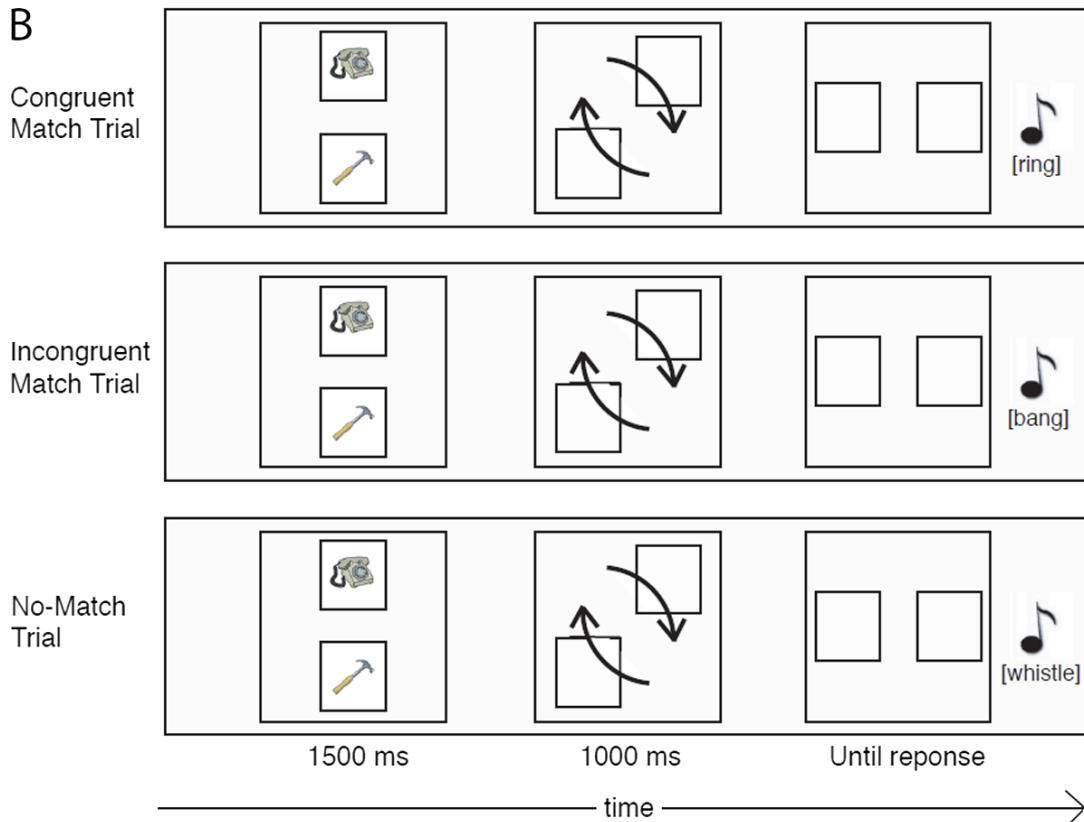 B
Congruent
Match Trial
[ring]
Incongruent
Match Trial
[bang]
No-Match
Trial
[whistle]
1500 ms
1000 ms
Until reponse
time